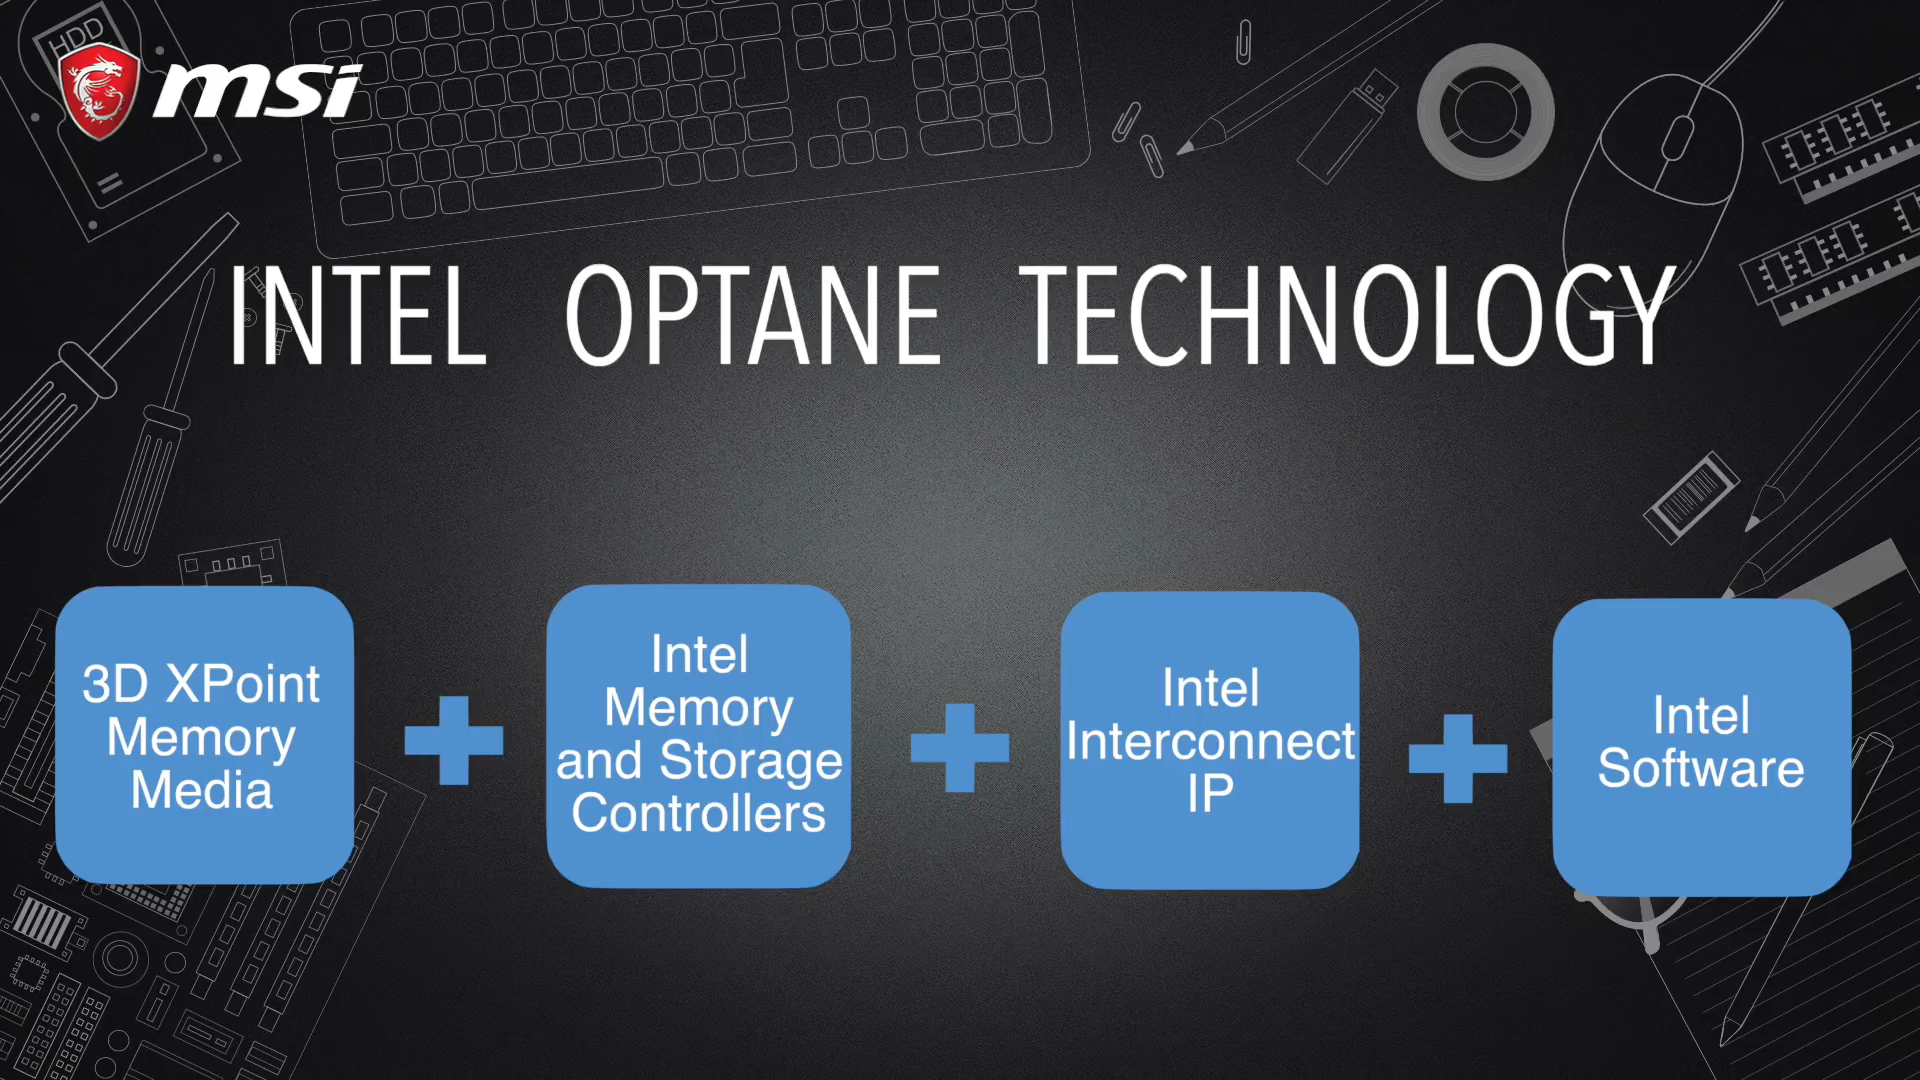 HDD
msi
INTEL OPTANE TECHNOLOGY
3D XPoint
Memory
Media
Intel
Memory
and Storage
Controllers
Intel
Interconnect
IP
Intel
Software